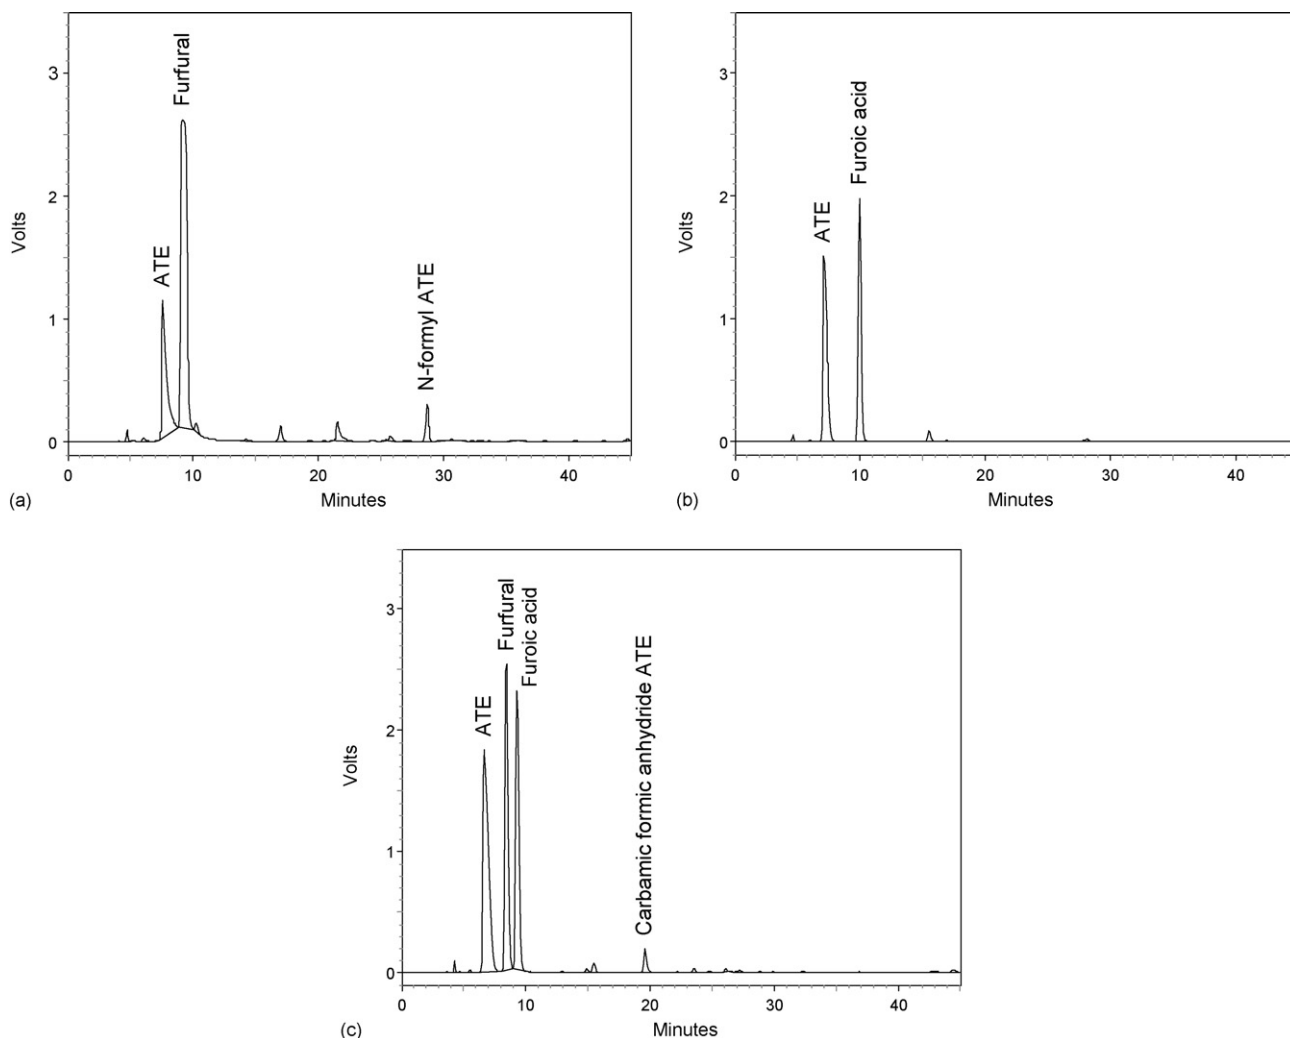 3
2
1
0
Volts
ATE
Furfural
N-formyl ATE
0
10
20
30
40
Minutes
(a)
3
2
1
0
Volts
ATE
Furoic acid
0
10
20
30
40
Minutes
(b)
3
2
1
0
Volts
ATE
Furfural
Furoic acid
Carbamic formic anhydride ATE
0
10
20
30
40
Minutes
(c)